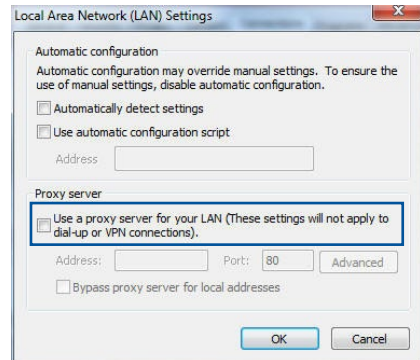 Local Area Network (LAN) Settings
Automatic configuration
Automatic configuration may override manual settings. To ensure the
use of manual settings, disable automatic configuration.
Automatically detect settings
Use automatic configuration script
Address
Proxy server
Use a proxy server for your LAN (These settings will not apply to
dial-up or VPN connections).
Address:
Port: 80
Advanced
Bypass proxy server for local addresses
OK
Cancel